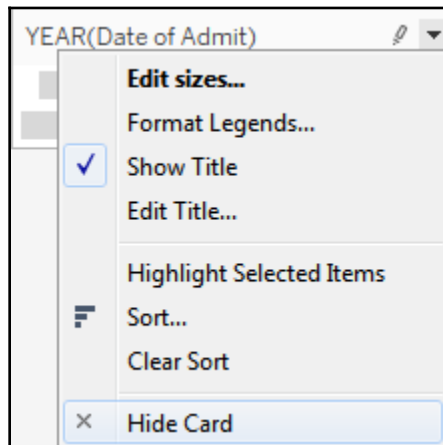 YEAR(Date of Admit)
Edit sizes...
Format Legends...
Show Title
Edit Title...
Highlight Selected Items
Sort...
Clear Sort
Hide Card